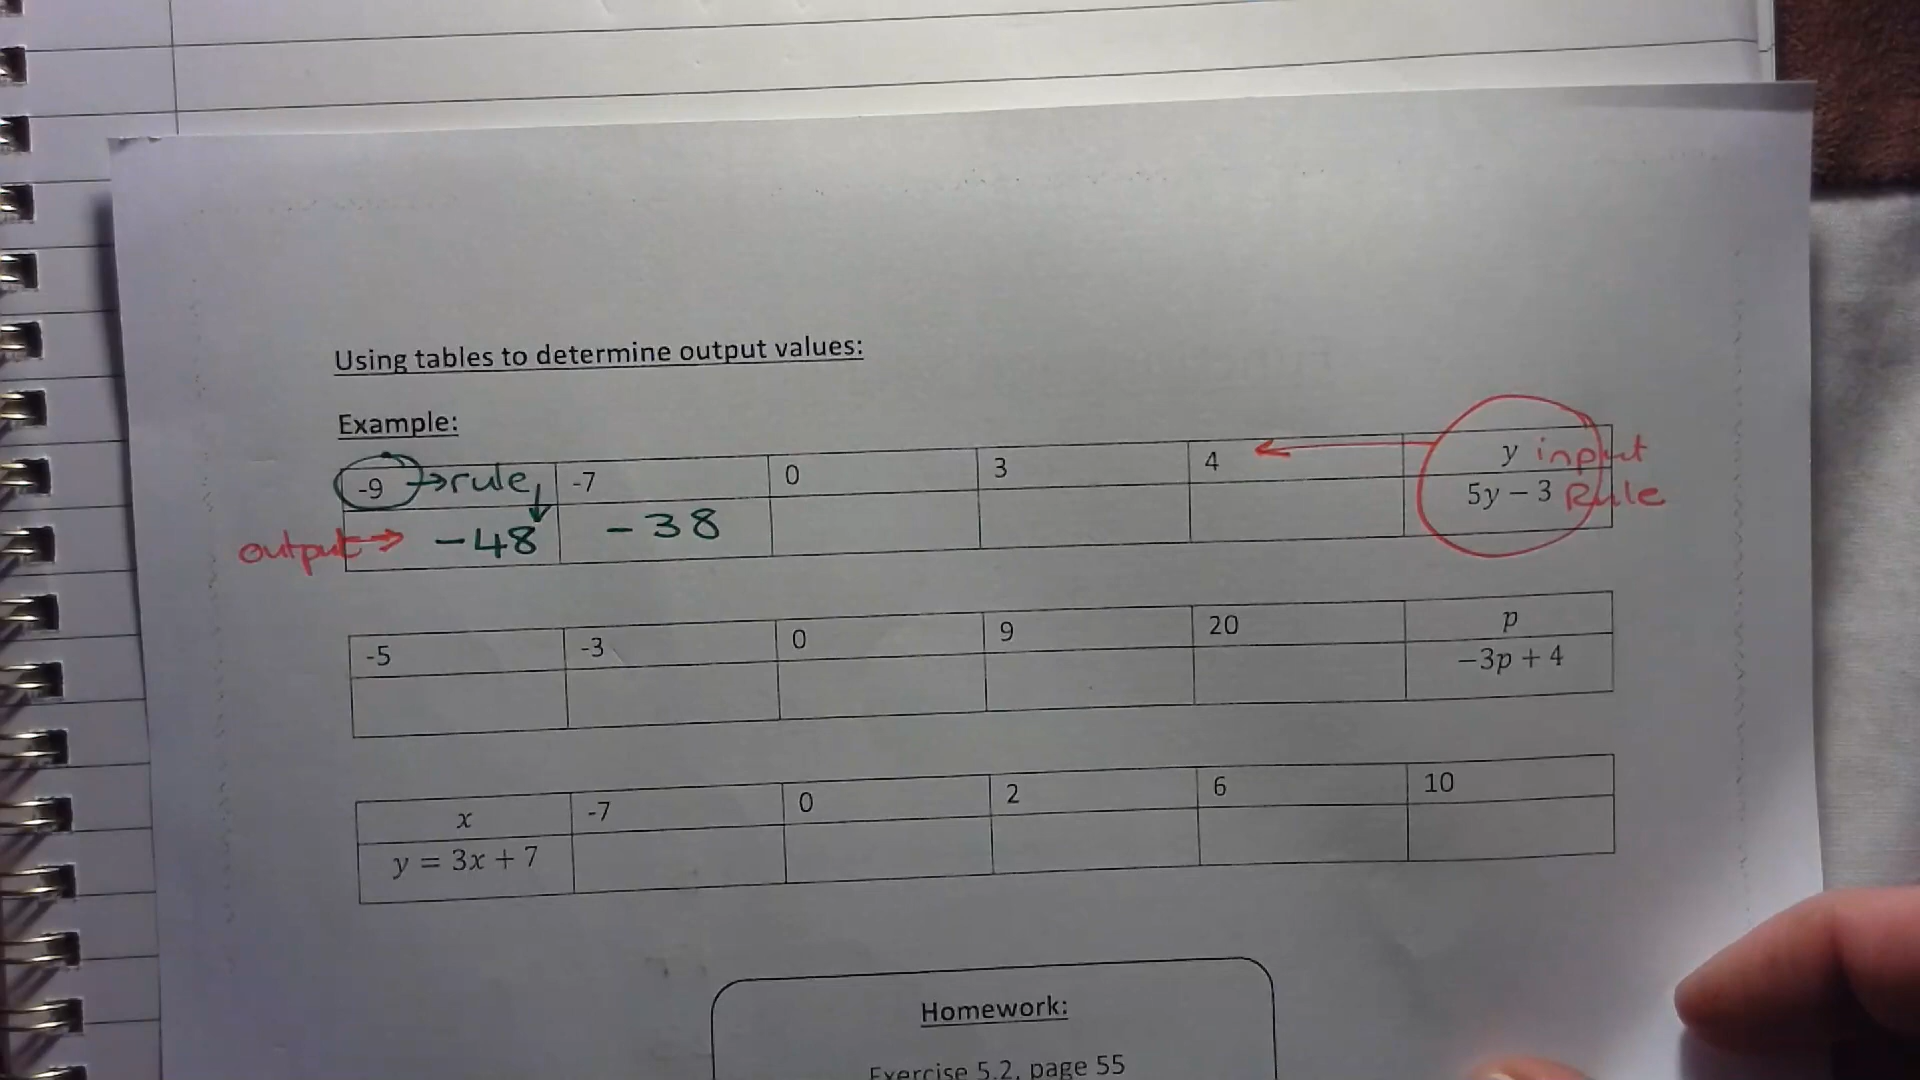 Using tables to determine output values:
Example:
-9 →rule↓ -7 0 3 4 ← y input
output→ -48 -38 5y − 3 Rule
-5 -3 0 9 20 p
−3p + 4
x -7 0 2 6 10
y = 3x + 7
Homework:
Exercise 5.2, page 55